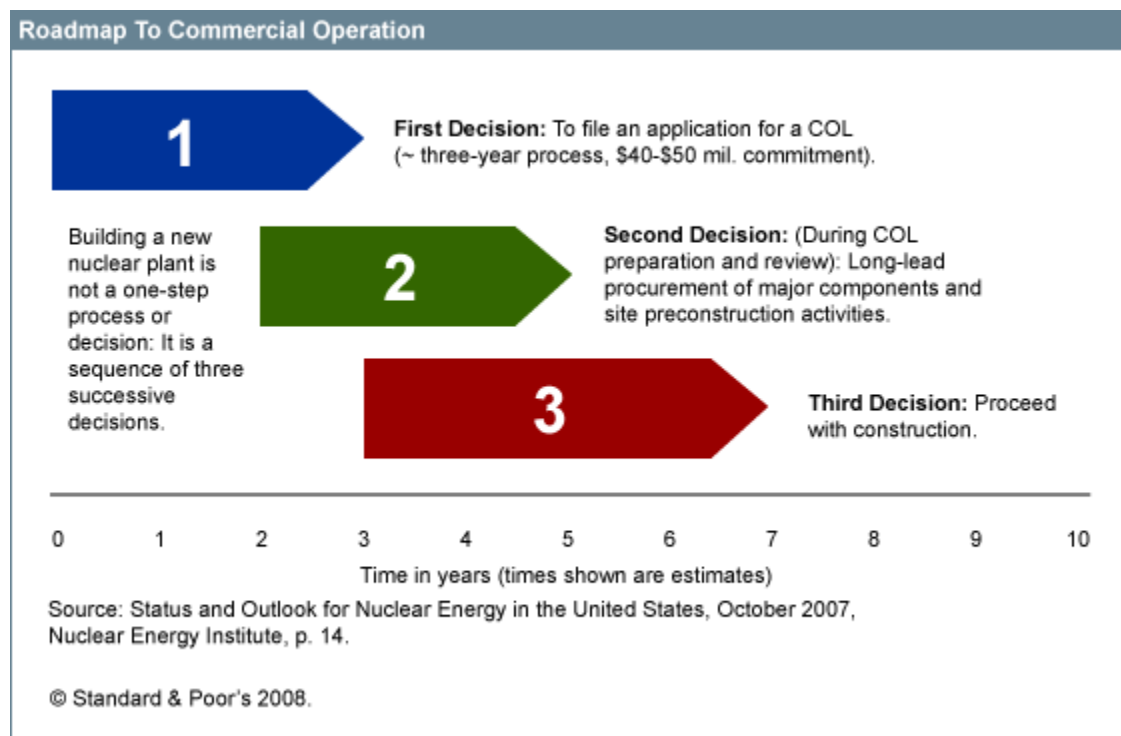 Roadmap To Commercial Operation
1
First Decision: To file an application for a COL
(~ three-year process, $40-$50 mil. commitment).
Building a new
nuclear plant is
not a one-step
process or
decision: It is a
sequence of three
successive
decisions.
2
Second Decision: (During COL
preparation and review): Long-lead
procurement of major components and
site preconstruction activities.
3
Third Decision: Proceed
with construction.
0 1 2 3 4 5 6 7 8 9 10
Time in years (times shown are estimates)
Source: Status and Outlook for Nuclear Energy in the United States, October 2007,
Nuclear Energy Institute, p. 14.
© Standard & Poor's 2008.